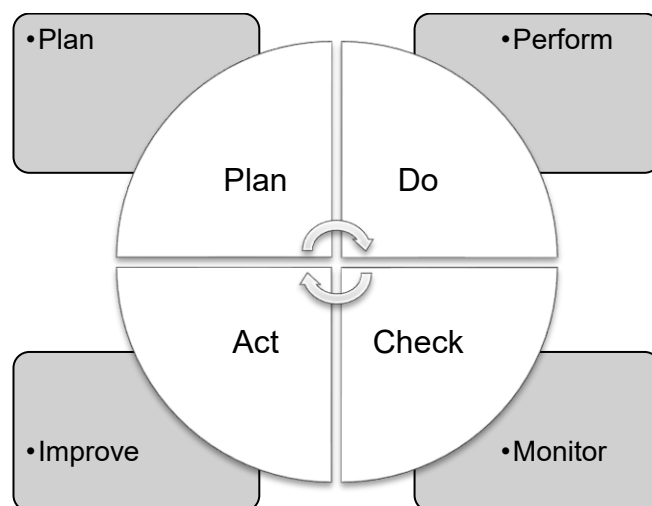 •Plan
•Perform
Plan
Do
Act
Check
•Improve
•Monitor